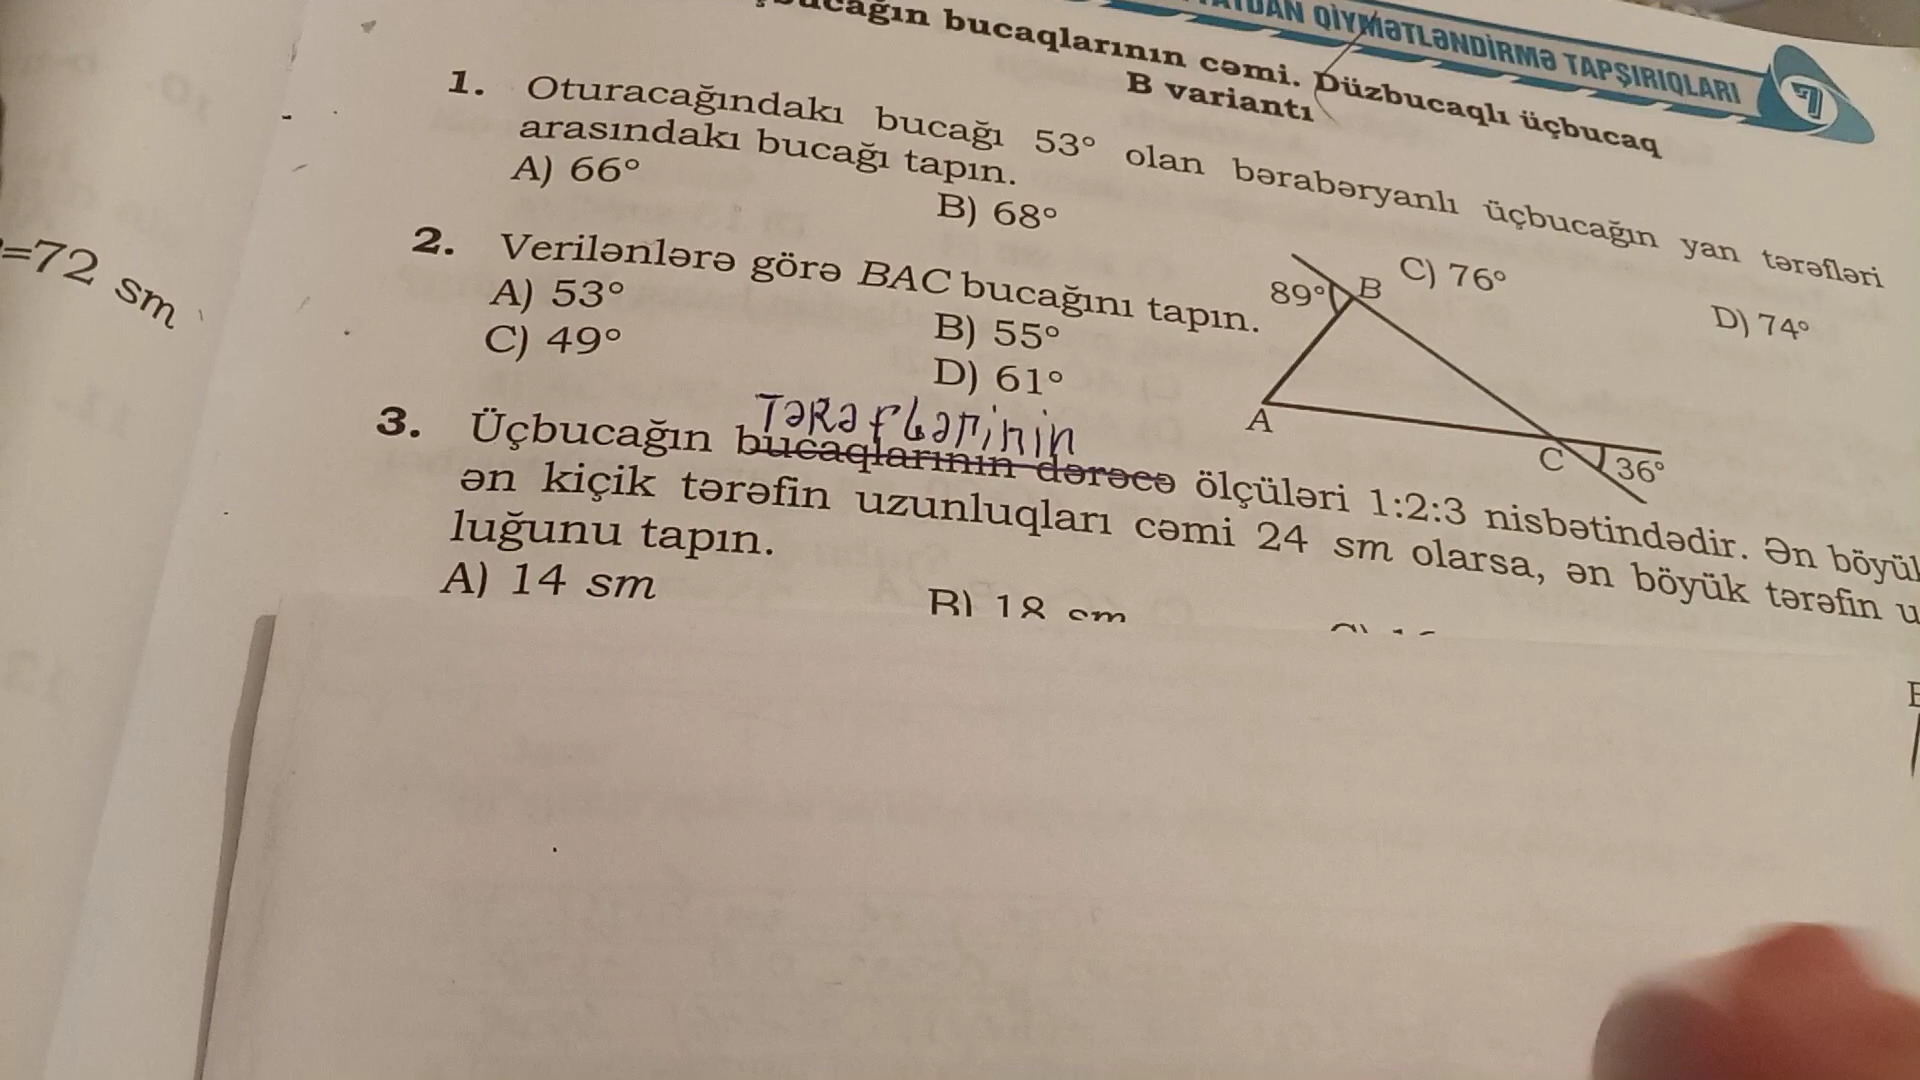 QİYMƏTLƏNDİRMƏ TAPŞIRIQLARI
7
bucaqlarının cəmi. Düzbucaqlı üçbucaq
B variantı
1. Oturacağındakı bucağı 53° olan bərabəryanlı üçbucağın yan tərəfləri
arasındakı bucağı tapın.
A) 66° B) 68° C) 76° D) 74°
2. Verilənlərə görə BAC bucağını tapın.
A) 53° B) 55°
C) 49° D) 61°
89° B
A
C 36°
Tərəflərinin
3. Üçbucağın bucaqlarının dərəcə ölçüləri 1:2:3 nisbətindədir. Ən böyük
ən kiçik tərəfin uzunluqları cəmi 24 sm olarsa, ən böyük tərəfin u
luğunu tapın.
A) 14 sm B) 18 sm
=72 sm